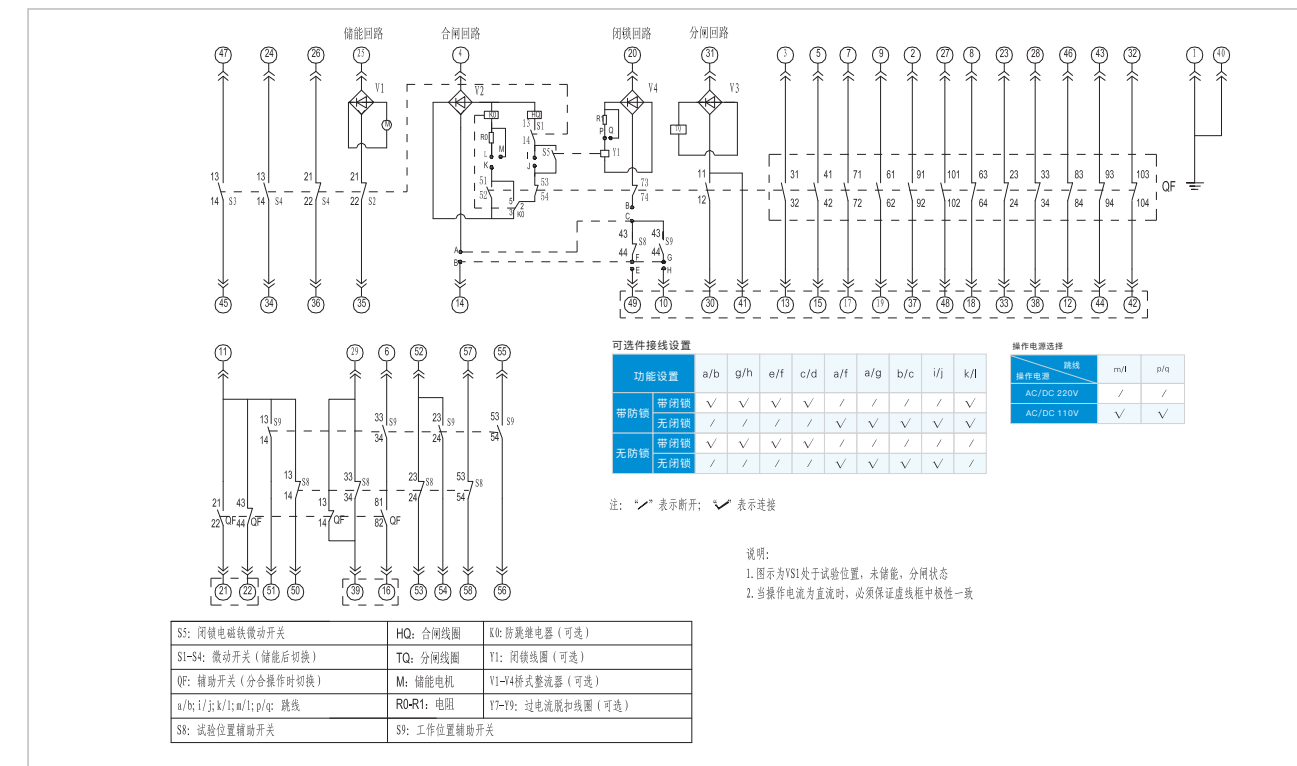 储能回路 合闸回路 闭锁回路 分闸回路
47 24 26 25 4 20 31 3 5 7 9 2 27 8 23 28 46 43 32 1 40
V1 V2 V4 V3
M K0 HQ 13 S1 R1 P Q TQ
R0 14 S5 Y1
L M I
K J
13 13 21 21 51 53 73 11 31 41 71 61 91 101 63 23 33 83 93 103 QF
14 S3 14 S4 22 S4 22 S2 52 54 74 12 32 42 72 62 92 102 64 24 34 84 94 104
5 2 3 K0 B
C
43 S8 43 S9
A 44 F 44 G
B E H
45 34 36 35 14 49 10 30 41 13 15 17 19 37 48 18 33 38 12 44 42
11 29 6 52 57 55
13 S9 33 S9 23 S9 53 S9
14 34 24 54
13 S8 33 S8 23 S8 53 S8
14 34 24 54
21 43 13 81
22 QF 44 QF 14 QF 82 QF
21 22 51 50 39 16 53 54 58 56
可选件接线设置
功能设置 a/b g/h e/f c/d a/f a/g b/c i/j k/l
带防锁 带闭锁 √ √ √ √ / / / / √
无闭锁 / / / / √ √ √ √ √
无防锁 带闭锁 √ √ √ √ / / / / /
无闭锁 / / / / √ √ √ √ /
操作电源选择
跳线 操作电源 m/l p/q
AC/DC 220V / /
AC/DC 110V √ √
注: “/” 表示断开; “✓” 表示连接
说明:
1.图示为VS1处于试验位置, 未储能, 分闸状态
2.当操作电流为直流时, 必须保证虚线框中极性一致
S5: 闭锁电磁铁微动开关 HQ: 合闸线圈 K0:防跳继电器(可选)
S1-S4: 微动开关(储能后切换) TQ: 分闸线圈 Y1: 闭锁线圈(可选)
QF: 辅助开关(分合操作时切换) M: 储能电机 V1-V4桥式整流器(可选)
a/b;i/j;k/l;m/l;p/q: 跳线 R0-R1: 电阻 Y7-Y9: 过电流脱扣线圈(可选)
S8: 试验位置辅助开关 S9: 工作位置辅助开关